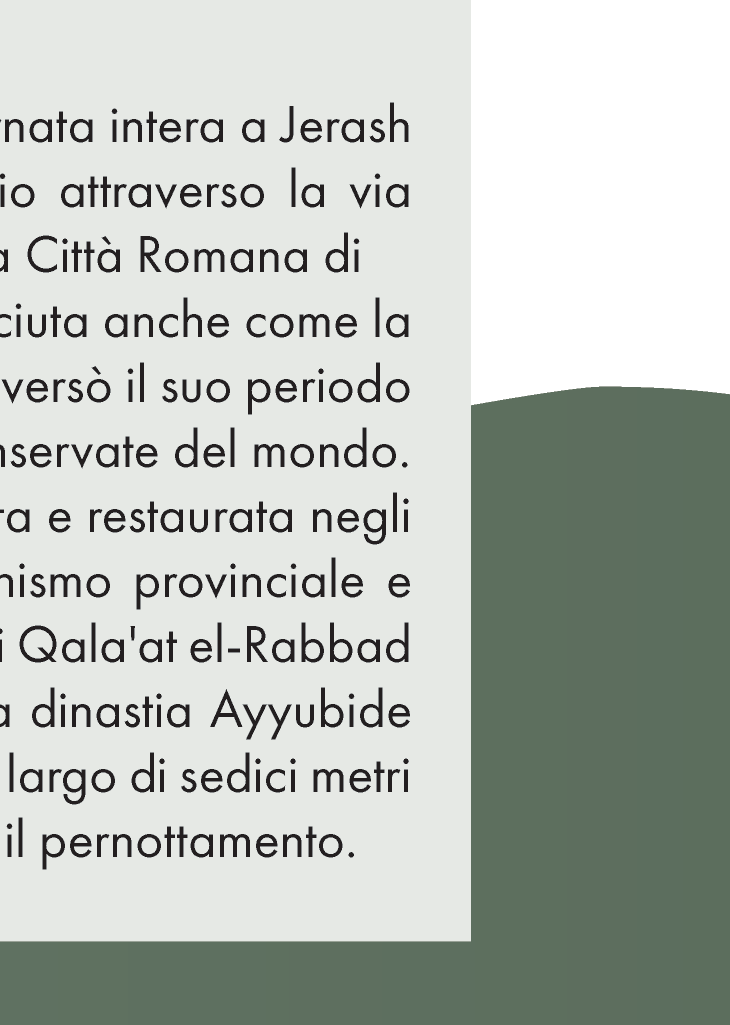 rnata intera a Jerash
io attraverso la via
a Città Romana di
ciuta anche come la
versò il suo periodo
nservate del mondo.
ra e restaurata negli
nismo provinciale e
i Qala'at el-Rabbad
a dinastia Ayyubide
largo di sedici metri
il pernottamento.